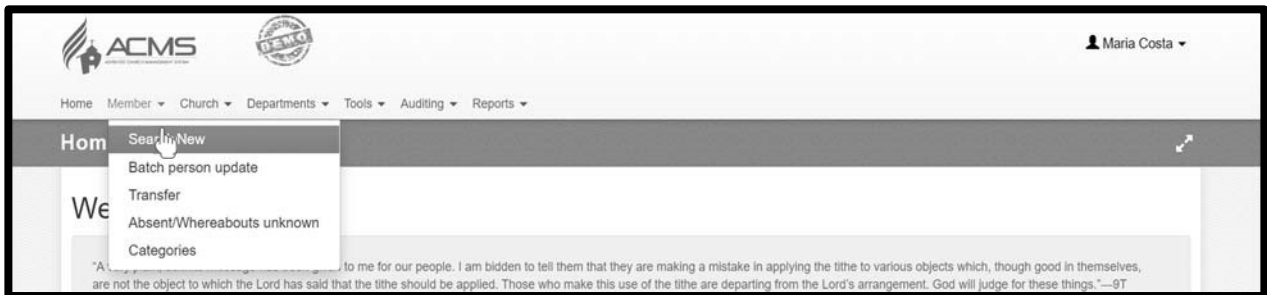 ACMS
DEMO
Maria Costa
Home Member Church Departments Tools Auditing Reports
Hom
New
Batch person update
Transfer
We
Absent/Whereabouts unknown
Categories
"A to me for our people. I am bidden to tell them that they are making a mistake in applying the tithe to various objects which, though good in themselves,
are not the object to which the Lord has said that the tithe should be applied. Those who make this use of the tithe are departing from the Lord's arrangement. God will judge for these things."—9T